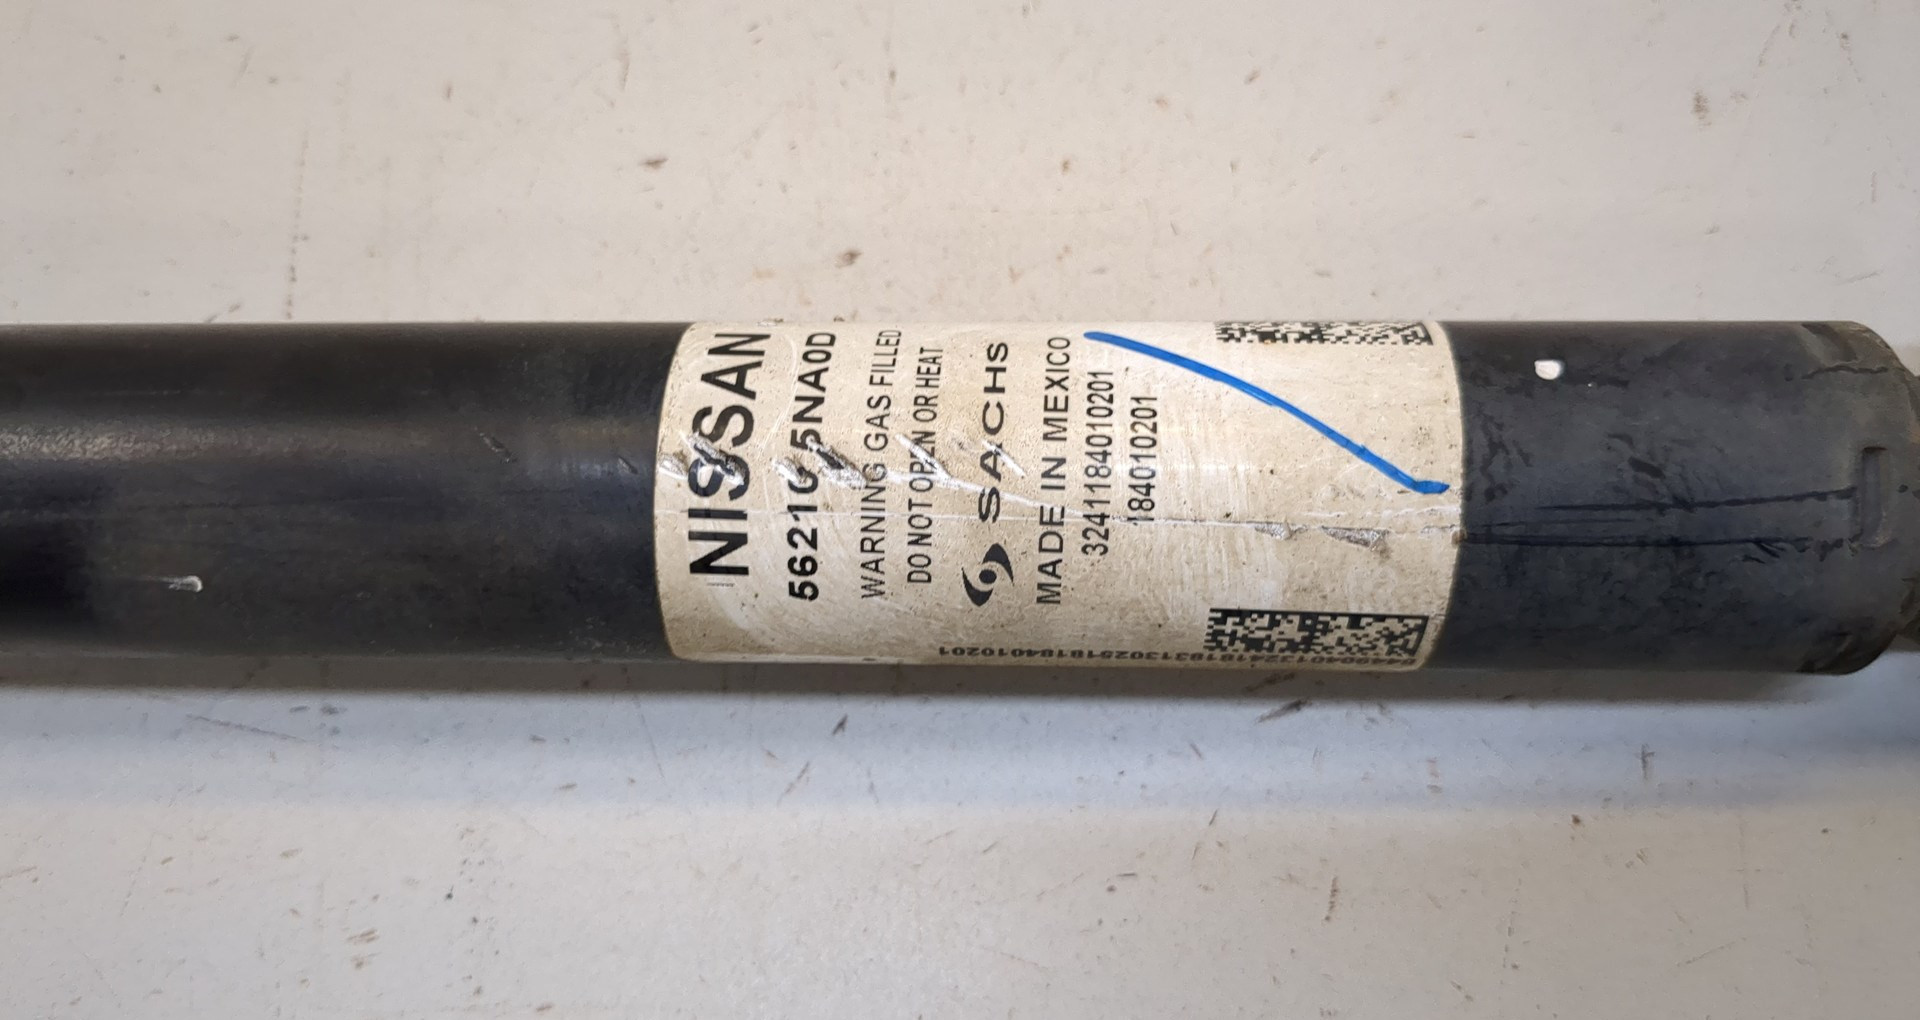 NISSAN
56210 5NA0D
WARNING GAS FILLED
DO NOT OPEN OR HEAT
SACHS
MADE IN MEXICO
3241184010201
184010201